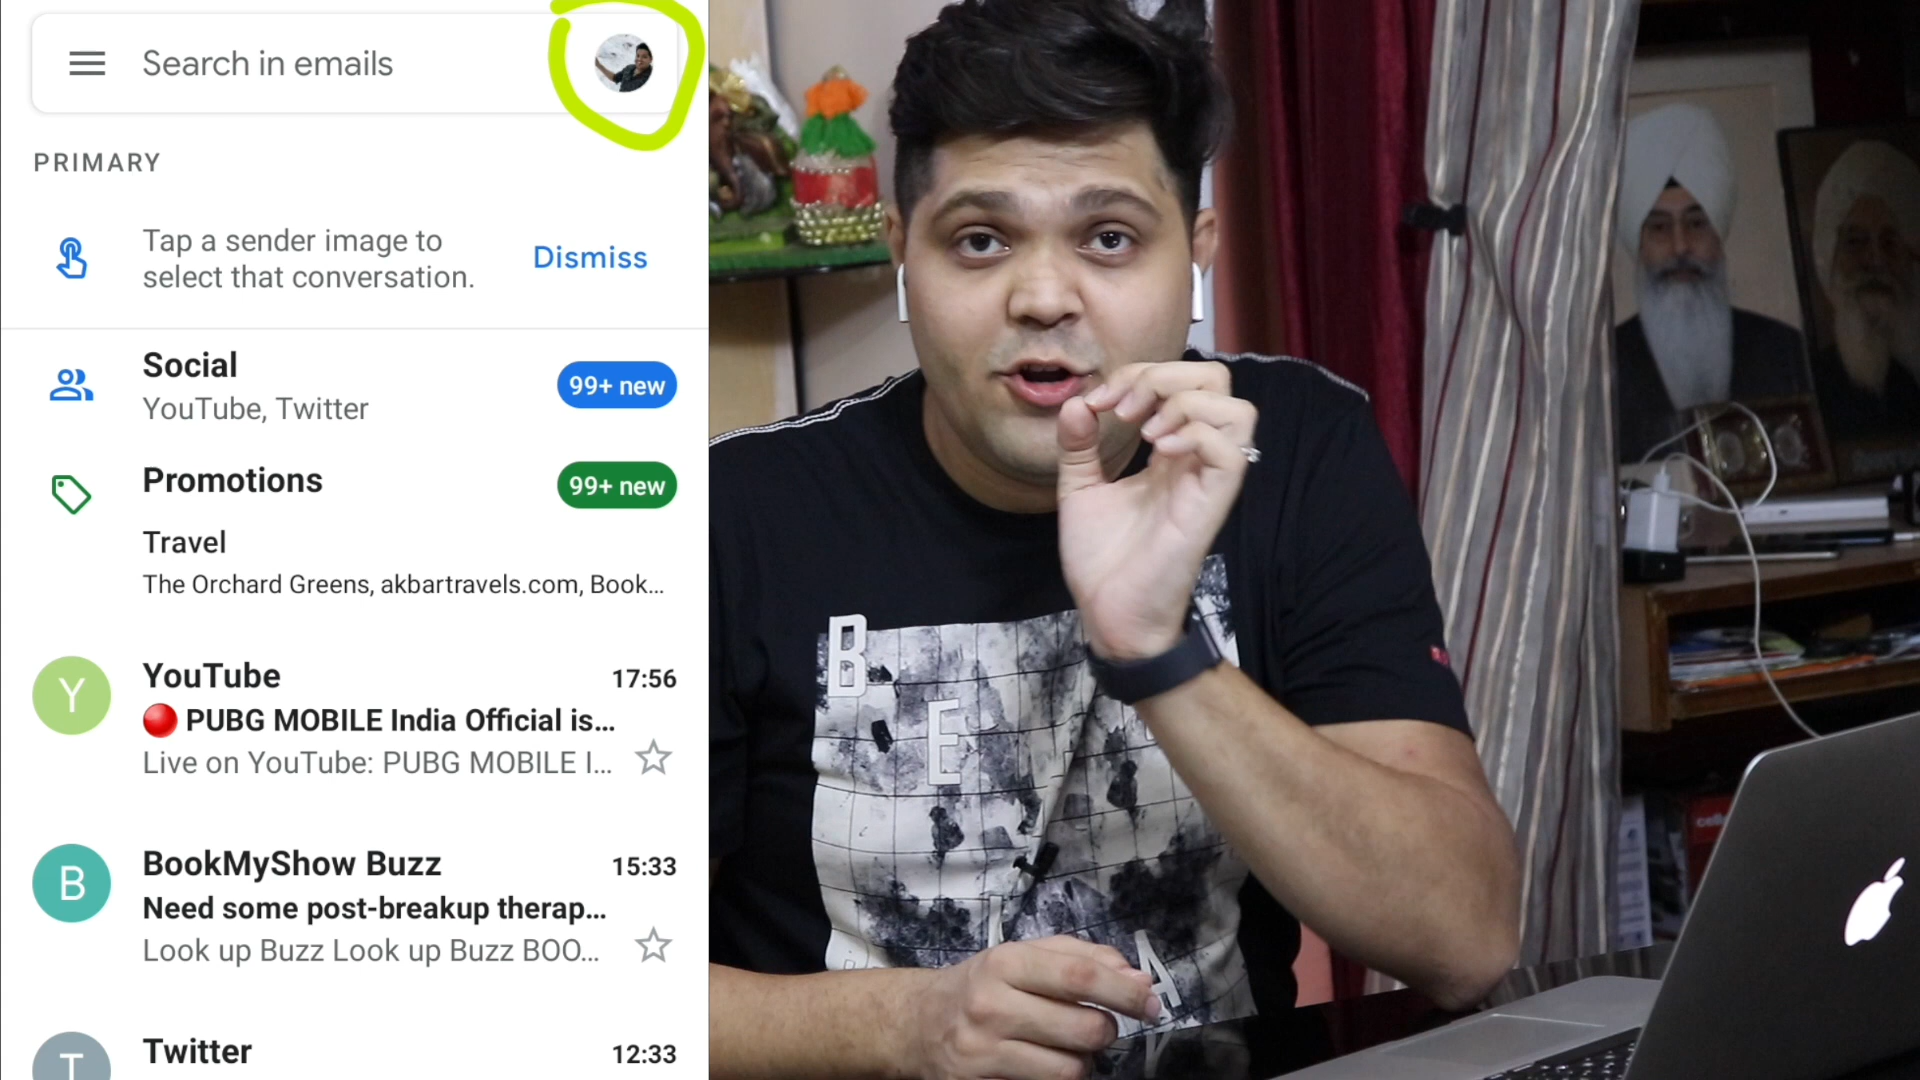 Search in emails
PRIMARY
Tap a sender image to
select that conversation.
Dismiss
Social
99+ new
YouTube, Twitter
Promotions
99+ new
Travel
The Orchard Greens, akbartravels.com, Book...
Y
YouTube
17:56
PUBG MOBILE India Official is...
Live on YouTube: PUBG MOBILE I...
B
BookMyShow Buzz
15:33
Need some post-breakup therap...
Look up Buzz Look up Buzz BOO...
T
Twitter
12:33
B
E
A